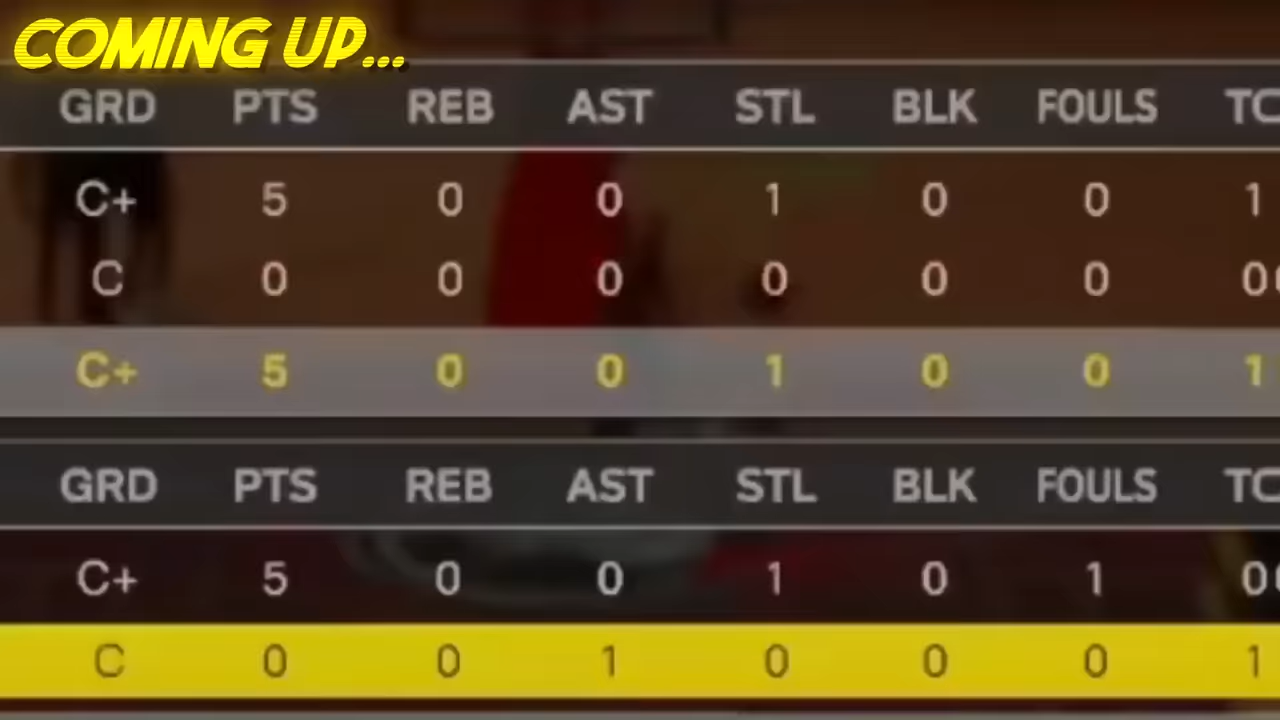 COMING UP...
GRD PTS REB AST STL BLK FOULS
C+ 5 0 0 1 0 0 1
C 0 0 0 0 0 0
C+ 5 0 0 1 0 0 1
GRD PTS REB AST STL BLK FOULS
C+ 5 0 0 1 0 1
C 0 0 1 0 0 0 1